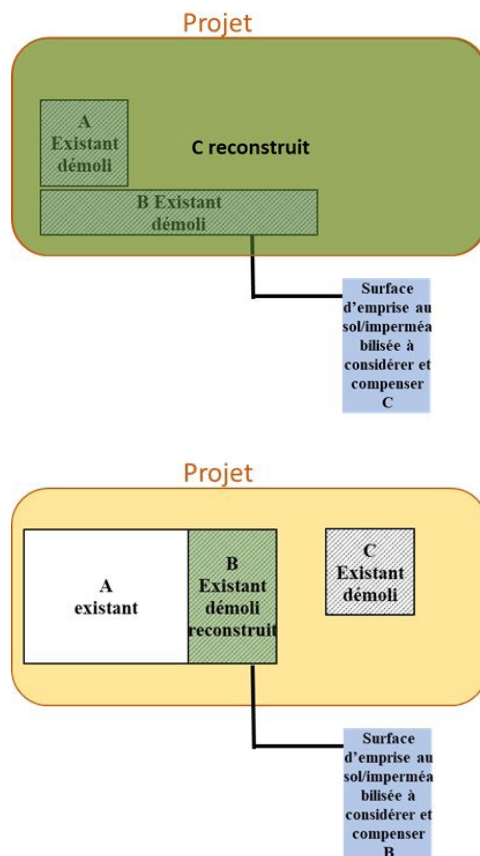 Projet
A
Existant
démoli
C reconstruit
B Existant
démoli
Surface
d'emprise au
sol/imperméa
bilisée à
considérer et
compenser
C
Projet
A
existant
B
Existant
démoli
reconstruit
C
Existant
démoli
Surface
d'emprise au
sol/imperméa
bilisée à
considérer et
compenser
B